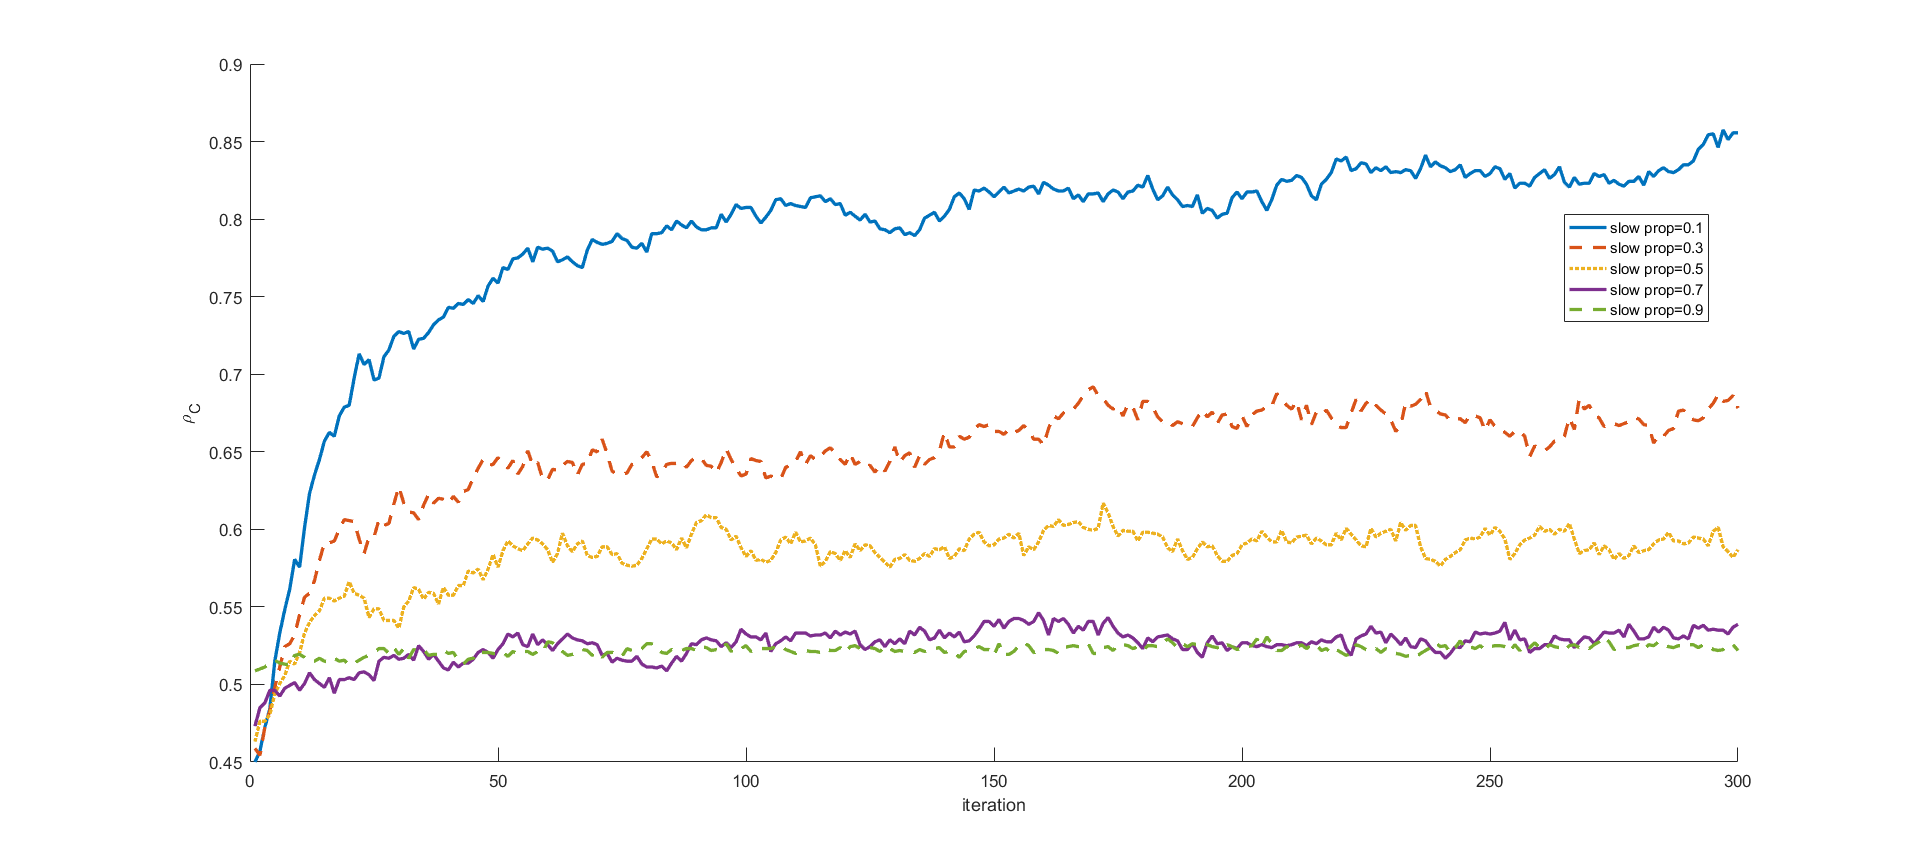 0.9
0.85
0.8
0.75
0.7
0.65
0.6
0.55
0.5
0.45
ρC
0 50 100 150 200 250 300
iteration
slow prop=0.1
slow prop=0.3
slow prop=0.5
slow prop=0.7
slow prop=0.9